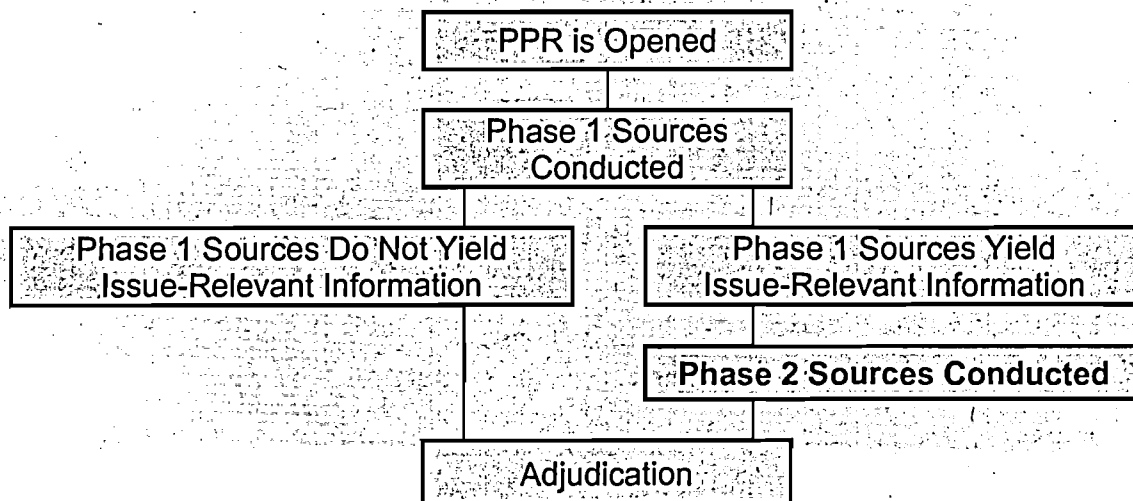 PPR is Opened
Phase 1 Sources
Conducted
Phase 1 Sources Do Not Yield
Issue-Relevant Information
Phase 1 Sources Yield
Issue-Relevant Information
Phase 2 Sources Conducted
Adjudication